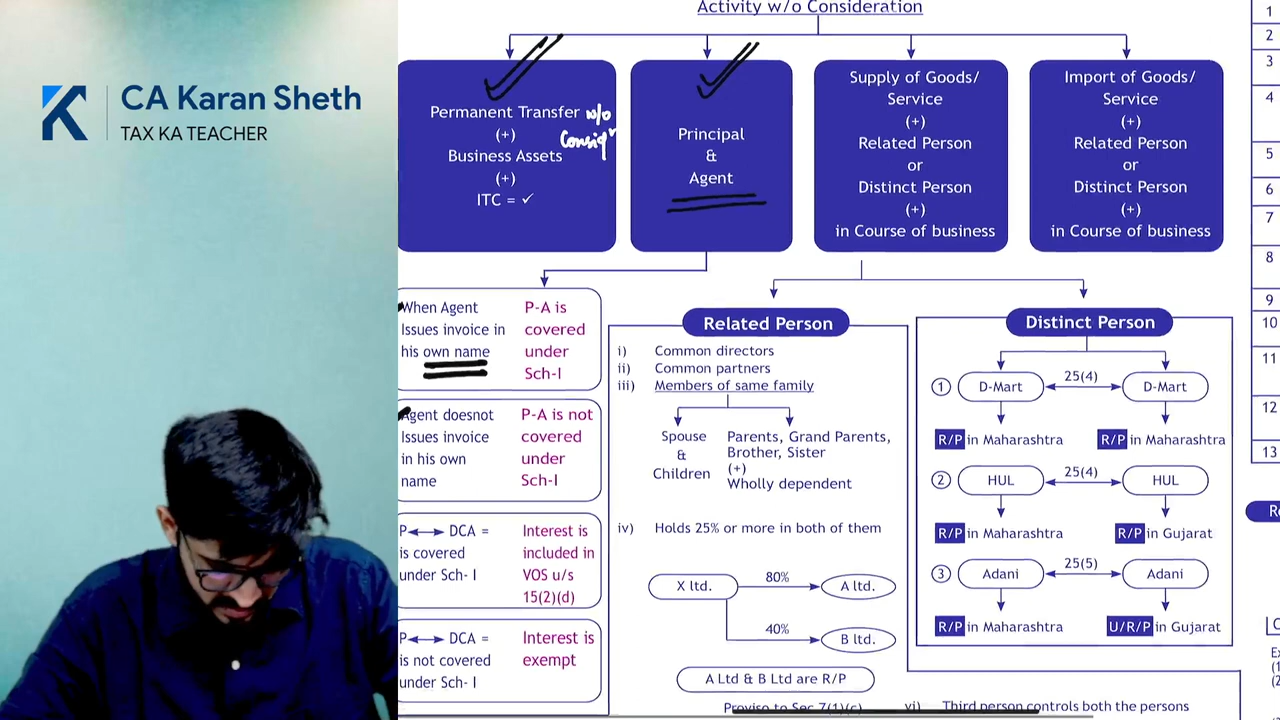 CA Karan Sheth
TAX KA TEACHER
Activity w/o Consideration
Permanent Transfer w/o
Consig
(+)
Business Assets
(+)
ITC = ✓
Principal
&
Agent
Supply of Goods/
Service
(+)
Related Person
or
Distinct Person
(+)
in Course of business
Import of Goods/
Service
(+)
Related Person
or
Distinct Person
(+)
in Course of business
When Agent
Issues invoice in
his own name
P-A is
covered
under
Sch-I
Agent doesnot
Issues invoice
in his own
name
P-A is not
covered
under
Sch-I
P ←→ DCA =
is covered
under Sch- I
Interest is
included in
VOS u/s
15(2)(d)
P ←→ DCA =
is not covered
under Sch- I
Interest is
exempt
Related Person
i) Common directors
ii) Common partners
iii) Members of same family
Spouse
&
Children
Parents, Grand Parents,
Brother, Sister
(+)
Wholly dependent
iv) Holds 25% or more in both of them
X ltd. 80% A ltd.
40% B ltd.
A Ltd & B Ltd are R/P
Proviso to Sec 7(1)(c)
vi) Third person controls both the persons
Distinct Person
1 D-Mart 25(4) D-Mart
R/P in Maharashtra R/P in Maharashtra
2 HUL 25(4) HUL
R/P in Maharashtra R/P in Gujarat
3 Adani 25(5) Adani
R/P in Maharashtra U/R/P in Gujarat
1
2
3
4
5
6
7
8
9
10
11
12
13